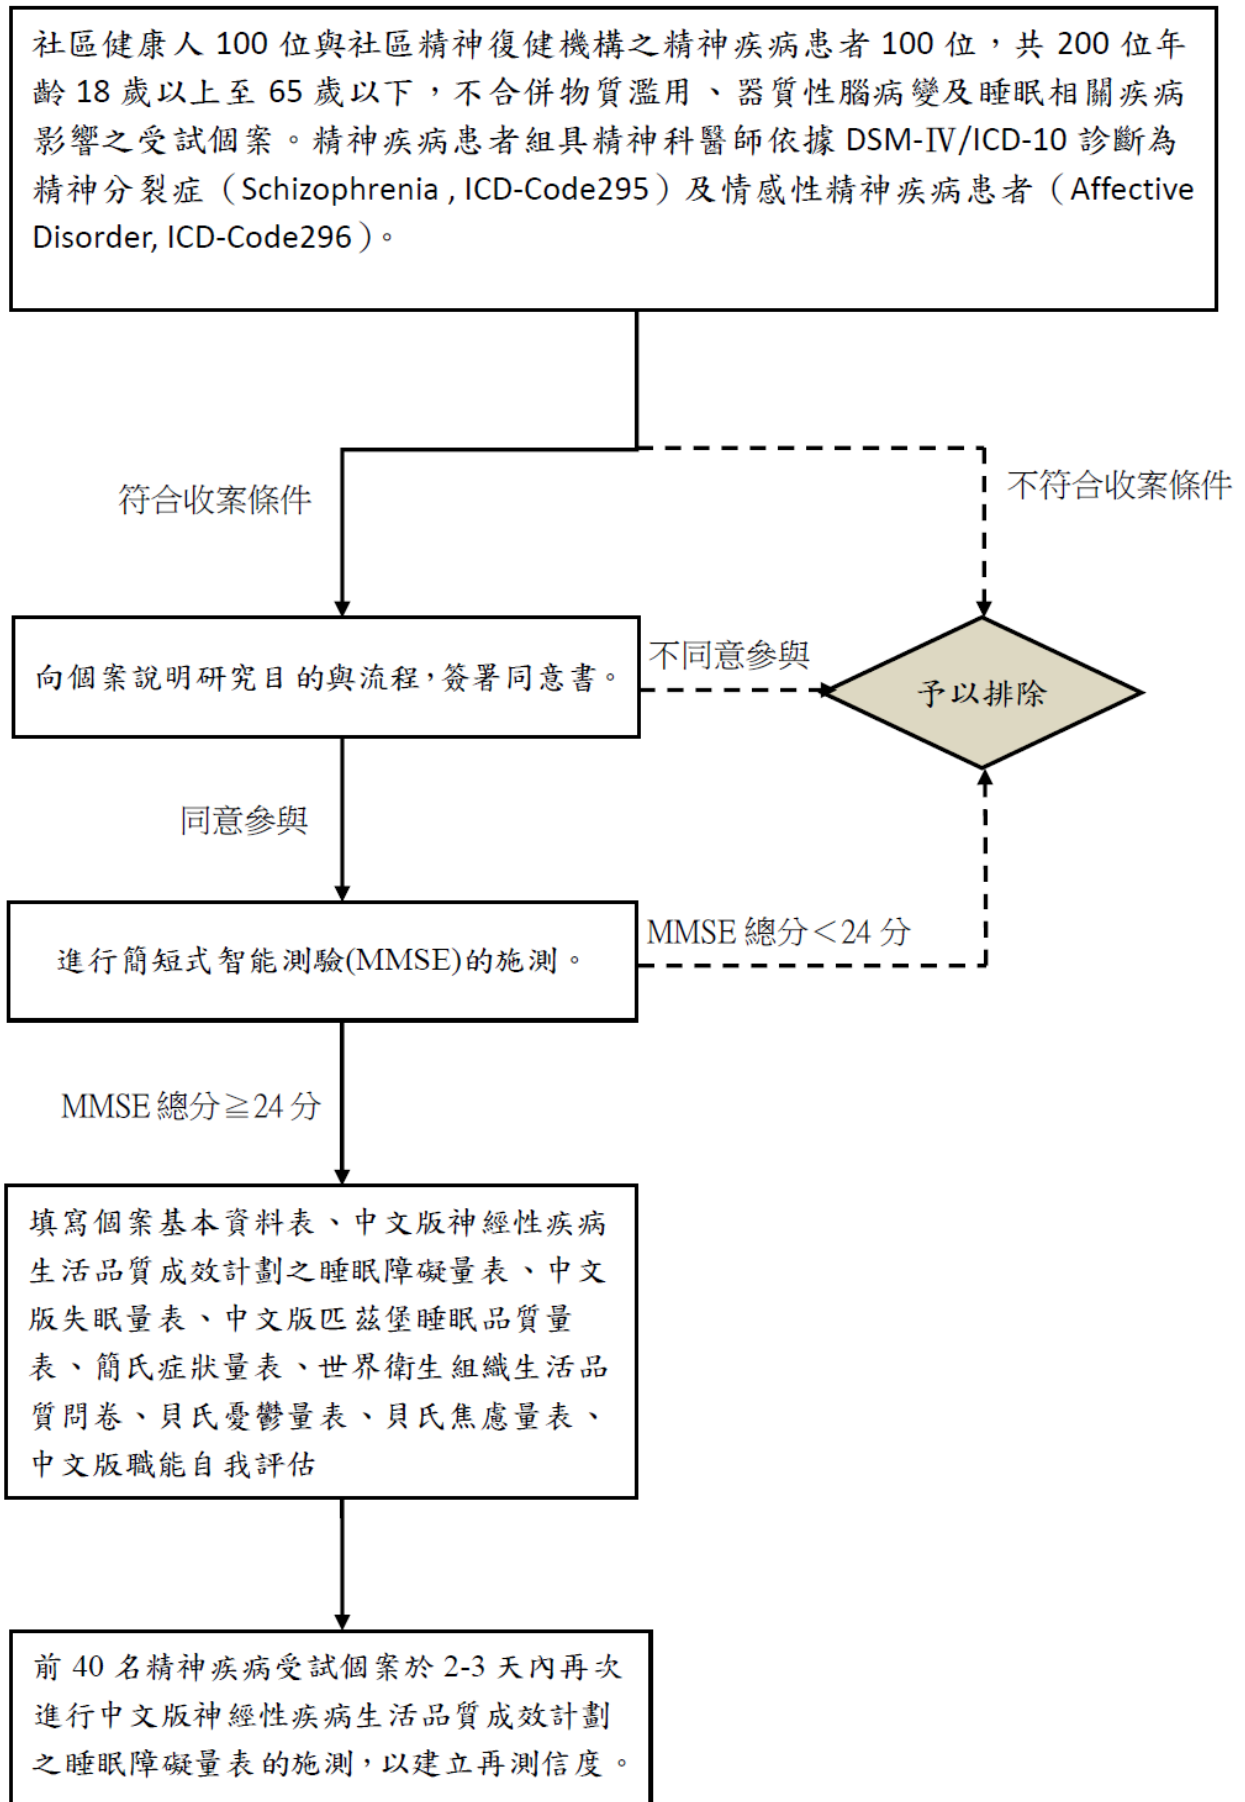 社區健康人 100 位與社區精神復健機構之精神疾病患者 100 位，共 200 位年
齡 18 歲以上至 65 歲以下，不合併物質濫用、器質性腦病變及睡眠相關疾病
影響之受試個案。精神疾病患者組具精神科醫師依據 DSM-IV/ICD-10 診斷為
精神分裂症（Schizophrenia , ICD-Code295）及情感性精神疾病患者（Affective
Disorder, ICD-Code296）。
符合收案條件
不符合收案條件
向個案說明研究目的與流程，簽署同意書。
不同意參與
予以排除
同意參與
進行簡短式智能測驗(MMSE)的施測。
MMSE 總分＜24 分
MMSE 總分≧24 分
填寫個案基本資料表、中文版神經性疾病
生活品質成效計劃之睡眠障礙量表、中文
版失眠量表、中文版匹茲堡睡眠品質量
表、簡氏症狀量表、世界衛生組織生活品
質問卷、貝氏憂鬱量表、貝氏焦慮量表、
中文版職能自我評估
前 40 名精神疾病受試個案於 2-3 天內再次
進行中文版神經性疾病生活品質成效計劃
之睡眠障礙量表的施測，以建立再測信度。